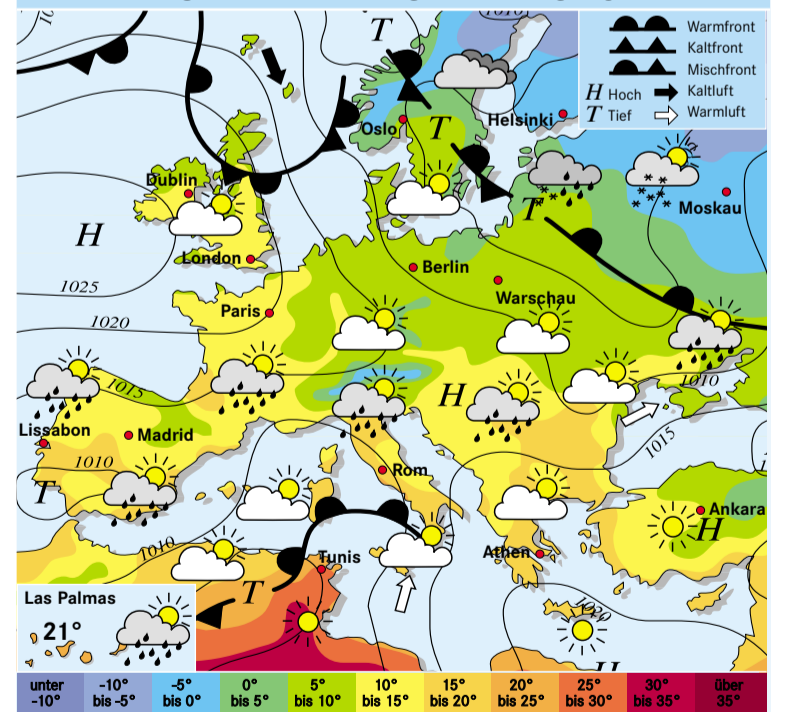 1010
Warmfront
Kaltfront
Mischfront
H Hoch
Kaltluft
T Tief
Warmluft
T
Oslo
T
Helsinki
Dublin
T
Moskau
H
London
Berlin
1025
Warschau
Paris
1020
1015
H
1010
Lissabon
Madrid
1015
1010
Rom
T
Ankara
H
1010
Tunis
Athen
T
Las Palmas
21°
1020
H
unter -10°
-10° bis -5°
-5° bis 0°
0° bis 5°
5° bis 10°
10° bis 15°
15° bis 20°
20° bis 25°
25° bis 30°
30° bis 35°
über 35°